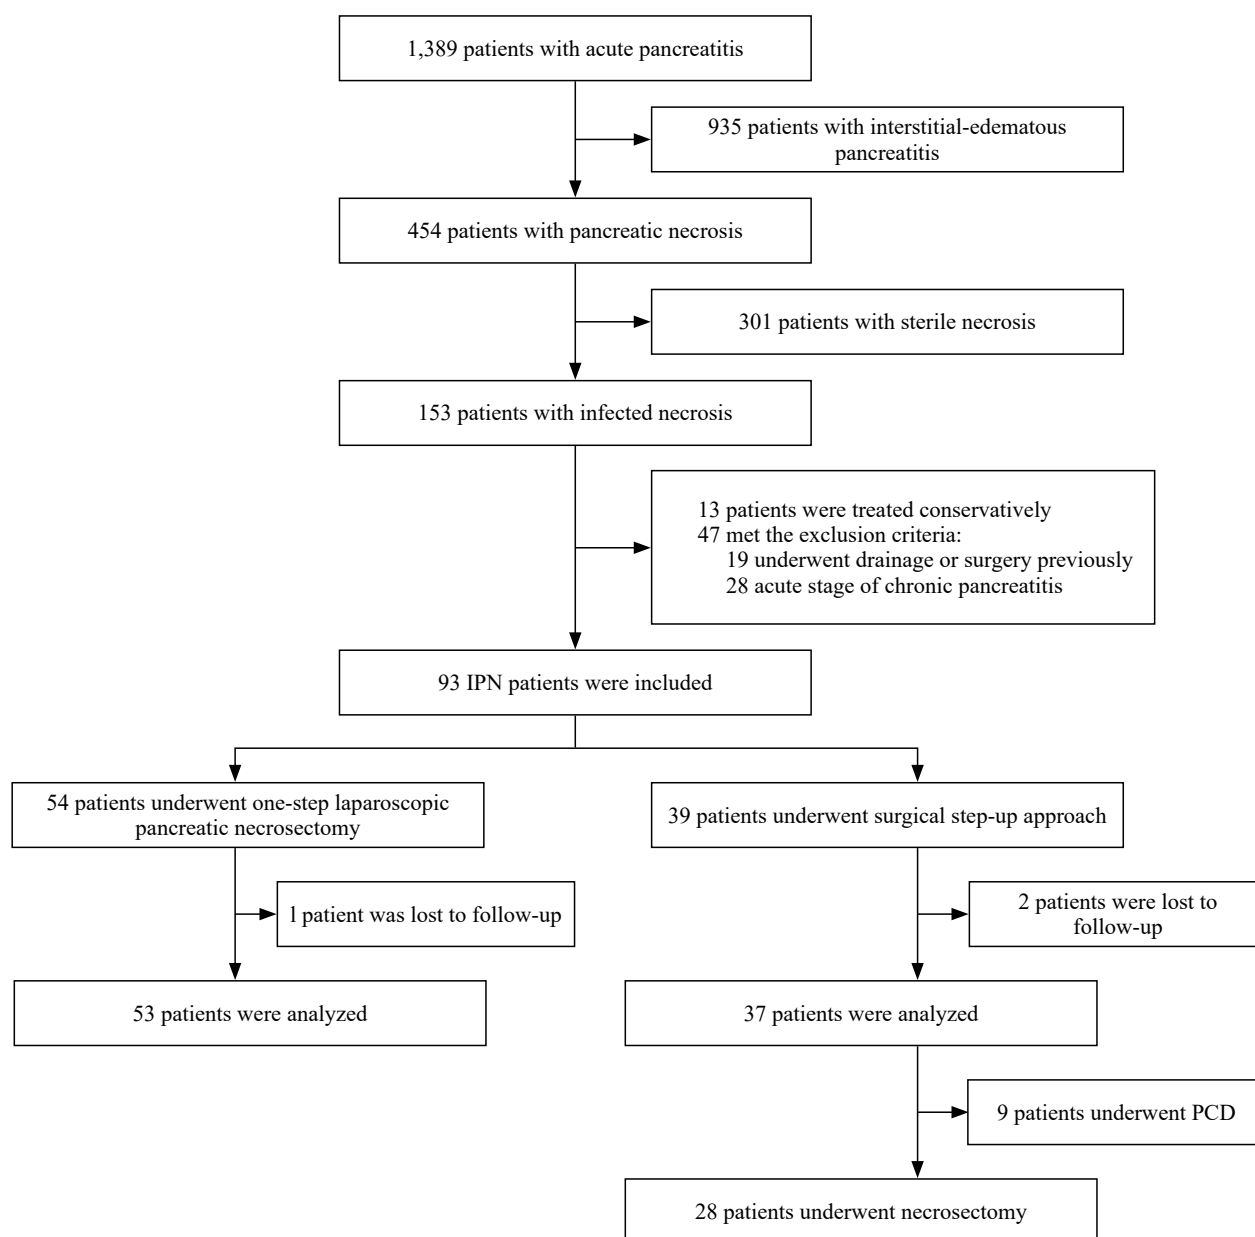 1,389 patients with acute pancreatitis
935 patients with interstitial-edematous
pancreatitis
454 patients with pancreatic necrosis
301 patients with sterile necrosis
153 patients with infected necrosis
13 patients were treated conservatively
47 met the exclusion criteria:
19 underwent drainage or surgery previously
28 acute stage of chronic pancreatitis
93 IPN patients were included
54 patients underwent one-step laparoscopic
pancreatic necrosectomy
39 patients underwent surgical step-up approach
1 patient was lost to follow-up
2 patients were lost to
follow-up
53 patients were analyzed
37 patients were analyzed
9 patients underwent PCD
28 patients underwent necrosectomy